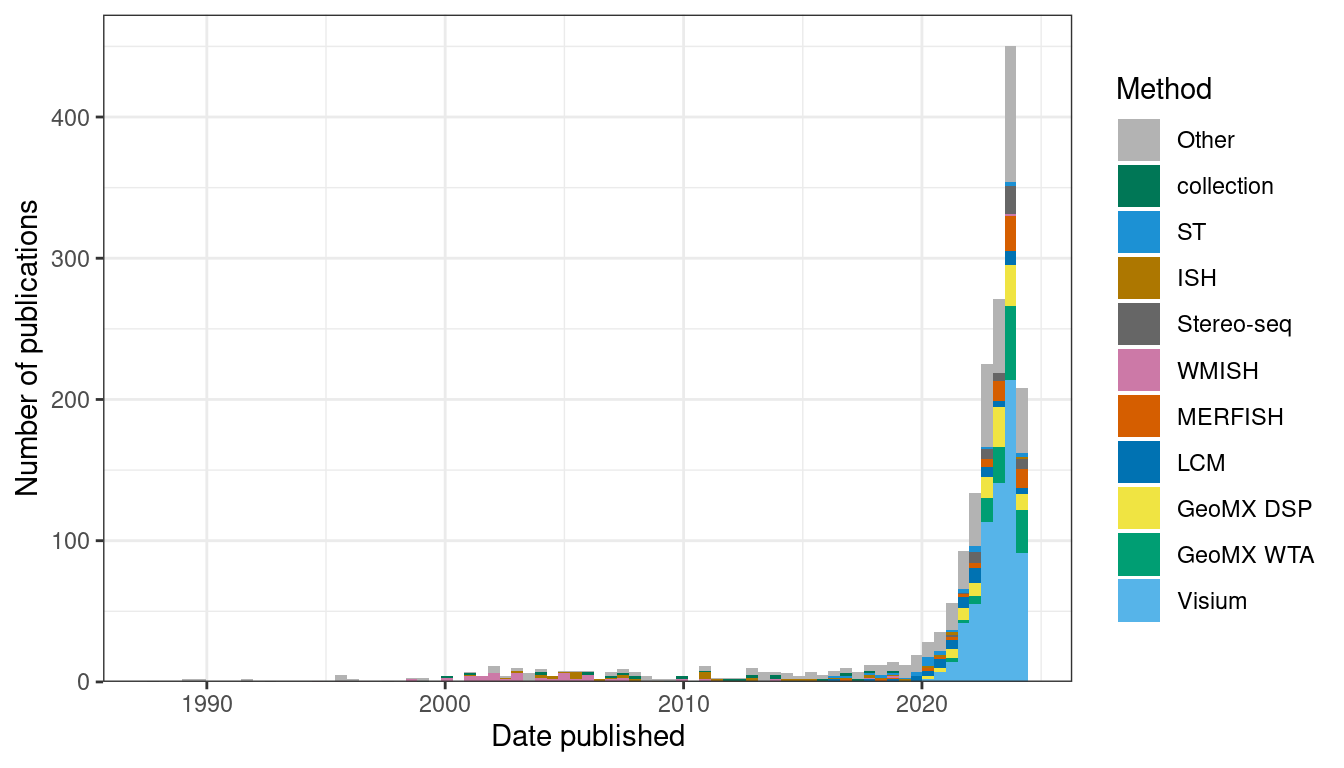 Number of publications
400
300
200
100
0
1990
2000
2010
2020
Date published
Method
Other
collection
ST
ISH
Stereo-seq
WMISH
MERFISH
LCM
GeoMX DSP
GeoMX WTA
Visium